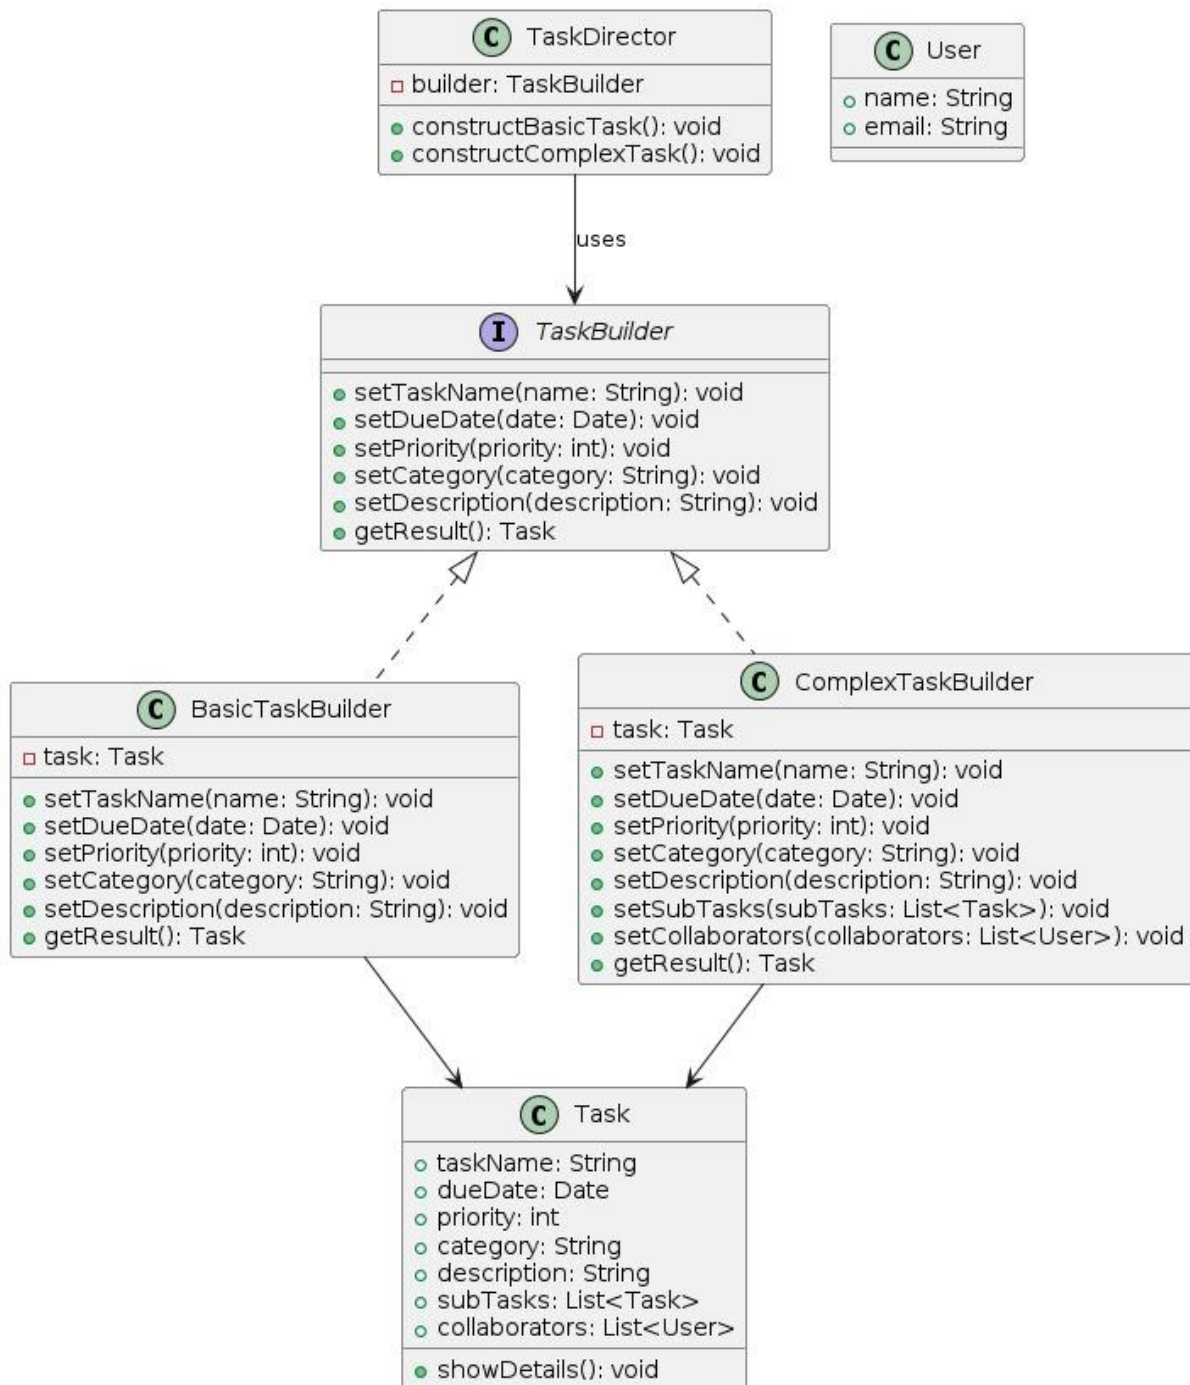 C TaskDirector
builder: TaskBuilder
constructBasicTask(): void
constructComplexTask(): void
C User
name: String
email: String
uses
I TaskBuilder
setTaskName(name: String): void
setDueDate(date: Date): void
setPriority(priority: int): void
setCategory(category: String): void
setDescription(description: String): void
getResult(): Task
C BasicTaskBuilder
task: Task
setTaskName(name: String): void
setDueDate(date: Date): void
setPriority(priority: int): void
setCategory(category: String): void
setDescription(description: String): void
getResult(): Task
C ComplexTaskBuilder
task: Task
setTaskName(name: String): void
setDueDate(date: Date): void
setPriority(priority: int): void
setCategory(category: String): void
setDescription(description: String): void
setSubTasks(subTasks: List<Task>): void
setCollaborators(collaborators: List<User>): void
getResult(): Task
C Task
taskName: String
dueDate: Date
priority: int
category: String
description: String
subTasks: List<Task>
collaborators: List<User>
showDetails(): void